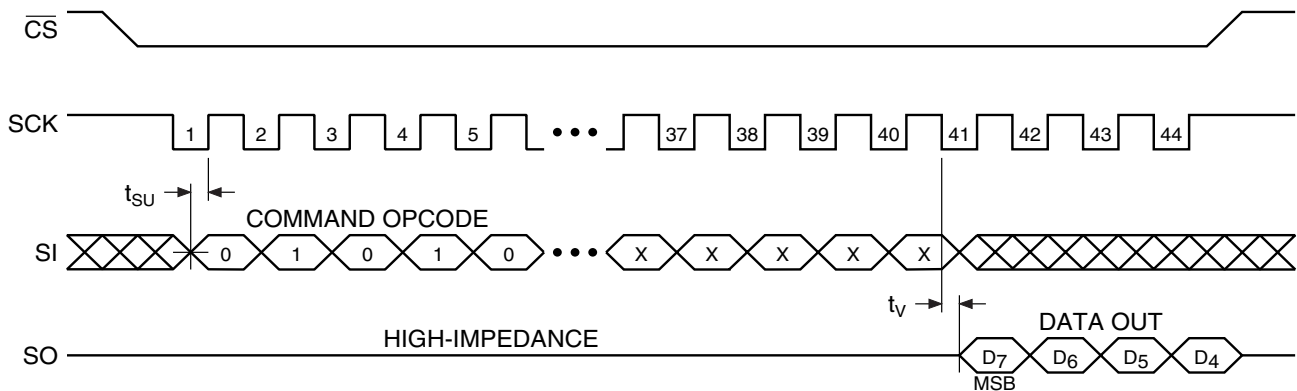 CS
SCK 1 2 3 4 5 ••• 37 38 39 40 41 42 43 44
tSU
COMMAND OPCODE
SI 0 1 0 1 0 ••• X X X X X
tV
HIGH-IMPEDANCE
DATA OUT
SO D7 D6 D5 D4
MSB